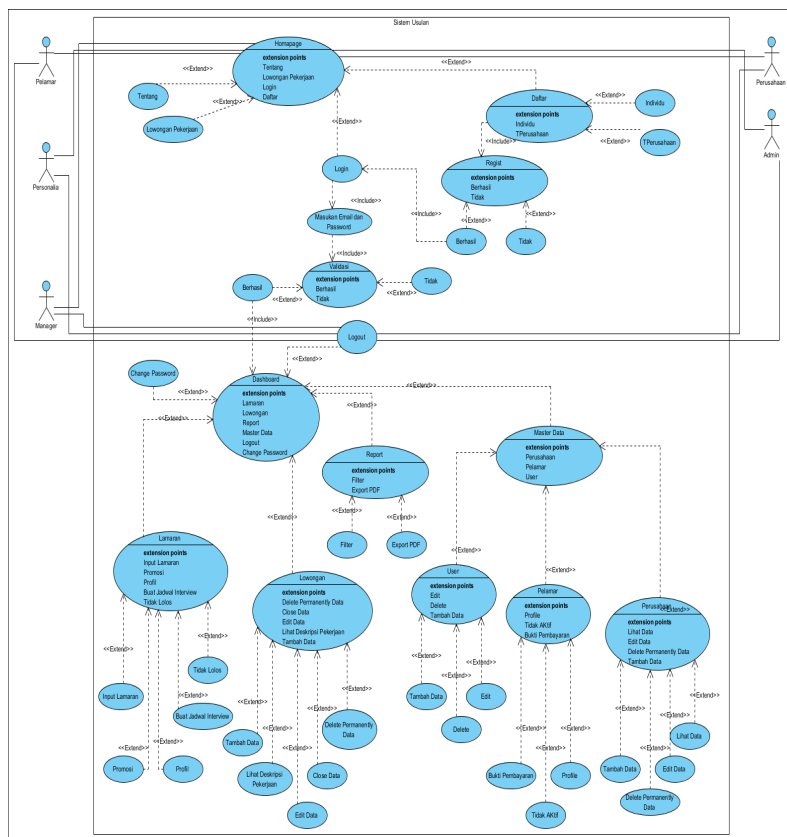 Sistem Usulan
Pelamar
Personalia
Manager
Perusahaan
Admin
Homepage
extension points
Tentang
Lowongan Pekerjaan
Login
Daftar
<<Extend>>
Tentang
<<Extend>>
Lowongan Pekerjaan
<<Extend>>
<<Extend>>
Daftar
extension points
Individu
TPerusahaan
<<Extend>>
Individu
<<Extend>>
TPerusahaan
<<Include>>
Regist
extension points
Berhasil
Tidak
Login
<<Include>>
<<Include>>
<<Extend>>
<<Extend>>
Berhasil
Tidak
Masukan Email dan
Password
<<Include>>
Validasi
extension points
Berhasil
Tidak
Berhasil
<<Extend>>
<<Extend>>
Tidak
<<Include>>
Logout
<<Extend>>
Change Password
<<Extend>>
Dashboard
extension points
Lamaran
Lowongan
Report
Master Data
Logout
Change Password
<<Extend>>
<<Extend>>
<<Extend>>
<<Extend>>
Report
extension points
Filter
Export PDF
<<Extend>>
<<Extend>>
Filter
Export PDF
Master Data
extension points
Perusahaan
Pelamar
User
<<Extend>>
<<Extend>>
<<Extend>>
Lamaran
extension points
Input Lamaran
Promosi
Profil
Buat Jadwal Interview
Tidak Lolos
<<Extend>>
<<Extend>>
<<Extend>>
<<Extend>>
<<Extend>>
Tidak Lolos
Input Lamaran
Buat Jadwal Interview
Promosi
Profil
Lowongan
extension points
Delete Permanently Data
Close Data
Edit Data
Lihat Deskripsi Pekerjaan
Tambah Data
<<Extend>>
<<Extend>>
<<Extend>>
<<Extend>>
<<Extend>>
Tambah Data
Lihat Deskripsi
Pekerjaan
Edit Data
Close Data
Delete Permanently
Data
User
extension points
Edit
Delete
Tambah Data
<<Extend>>
<<Extend>>
<<Extend>>
Tambah Data
Delete
Edit
Pelamar
extension points
Profile
Tidak AKtif
Bukti Pembayaran
<<Extend>>
<<Extend>>
<<Extend>>
Bukti Pembayaran
Tidak AKtif
Profile
Perusahaan
extension points
Lihat Data
Edit Data
Delete Permanently Data
Tambah Data
<<Extend>>
<<Extend>>
<<Extend>>
<<Extend>>
Tambah Data
Delete Permanently
Data
Edit Data
Lihat Data